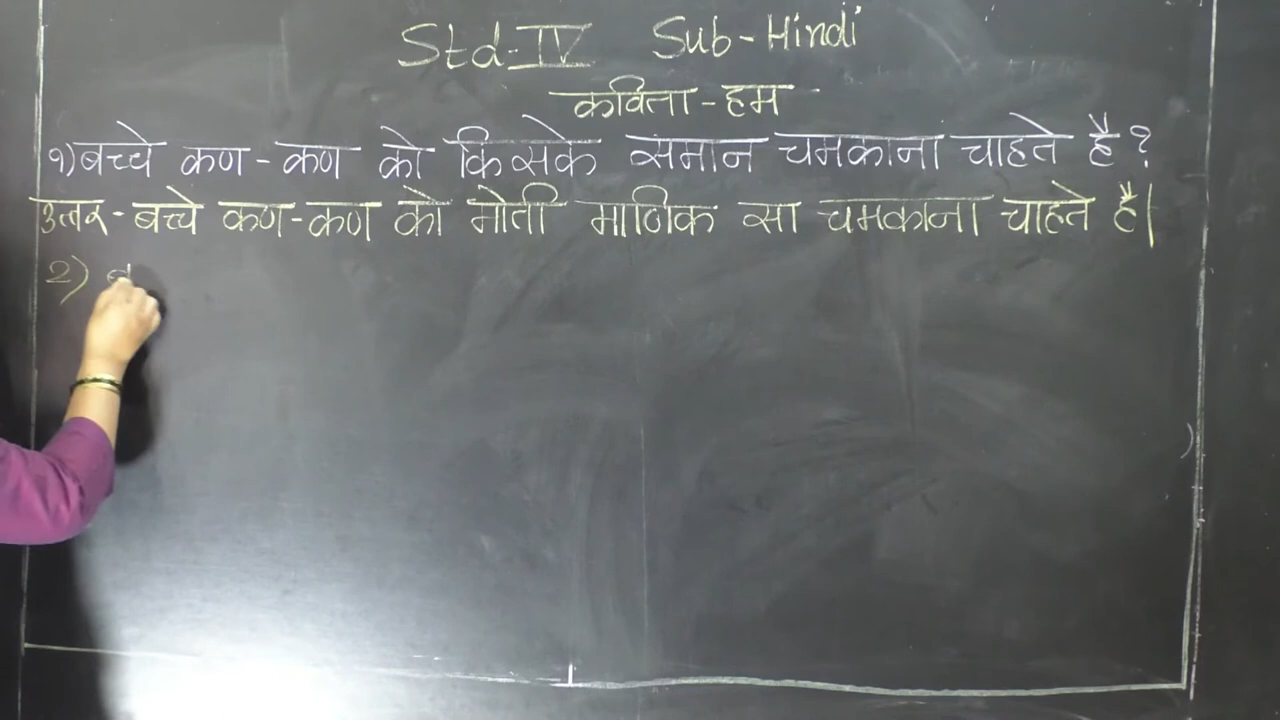 Std-IV Sub-Hindi
कविता-हम
१) बच्चे कण-कण को किसके समान चमकाना चाहते है?
उत्तर-बच्चे कण-कण को मोती माणिक सा चमकाना चाहते है|
2)